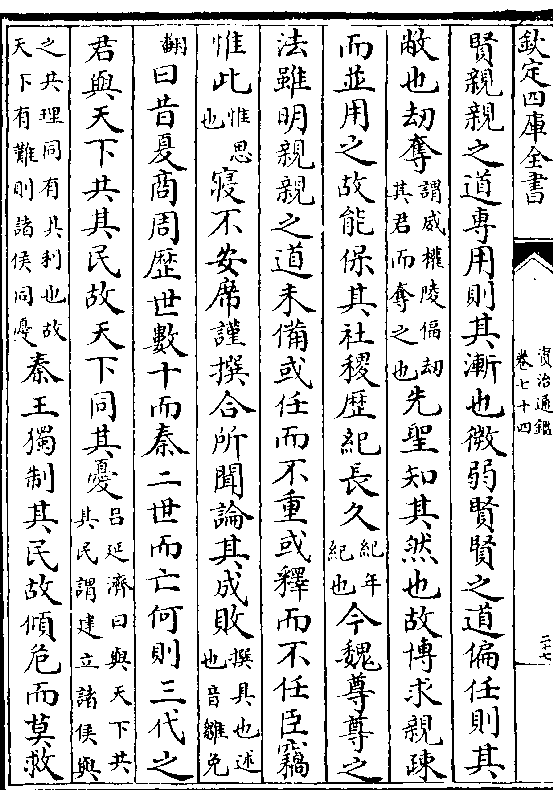 欽定四庫全書
資治通鑑
卷七十四
賢親親之道專用則其漸也微弱賢賢之道偏任則其
敝也刼奪謂威權陵偪刼其君而奪之也先聖知其然也故博求親疎
而並用之故能保其社稷歴紀長久紀年紀也今魏尊尊之
法雖明親親之道未備或任而不重或釋而不任臣竊
惟此惟思也寢不安席謹撰合所聞論其成敗撰具也述也音雛免
翻曰昔夏商周歴世數十而秦二世而亡何則三代之
君與天下共其民故天下同其憂呂延濟曰與天下共其民謂建立諸侯與
之共理同有其利也故天下有難則諸侯同憂秦王獨制其民故傾危而莫救